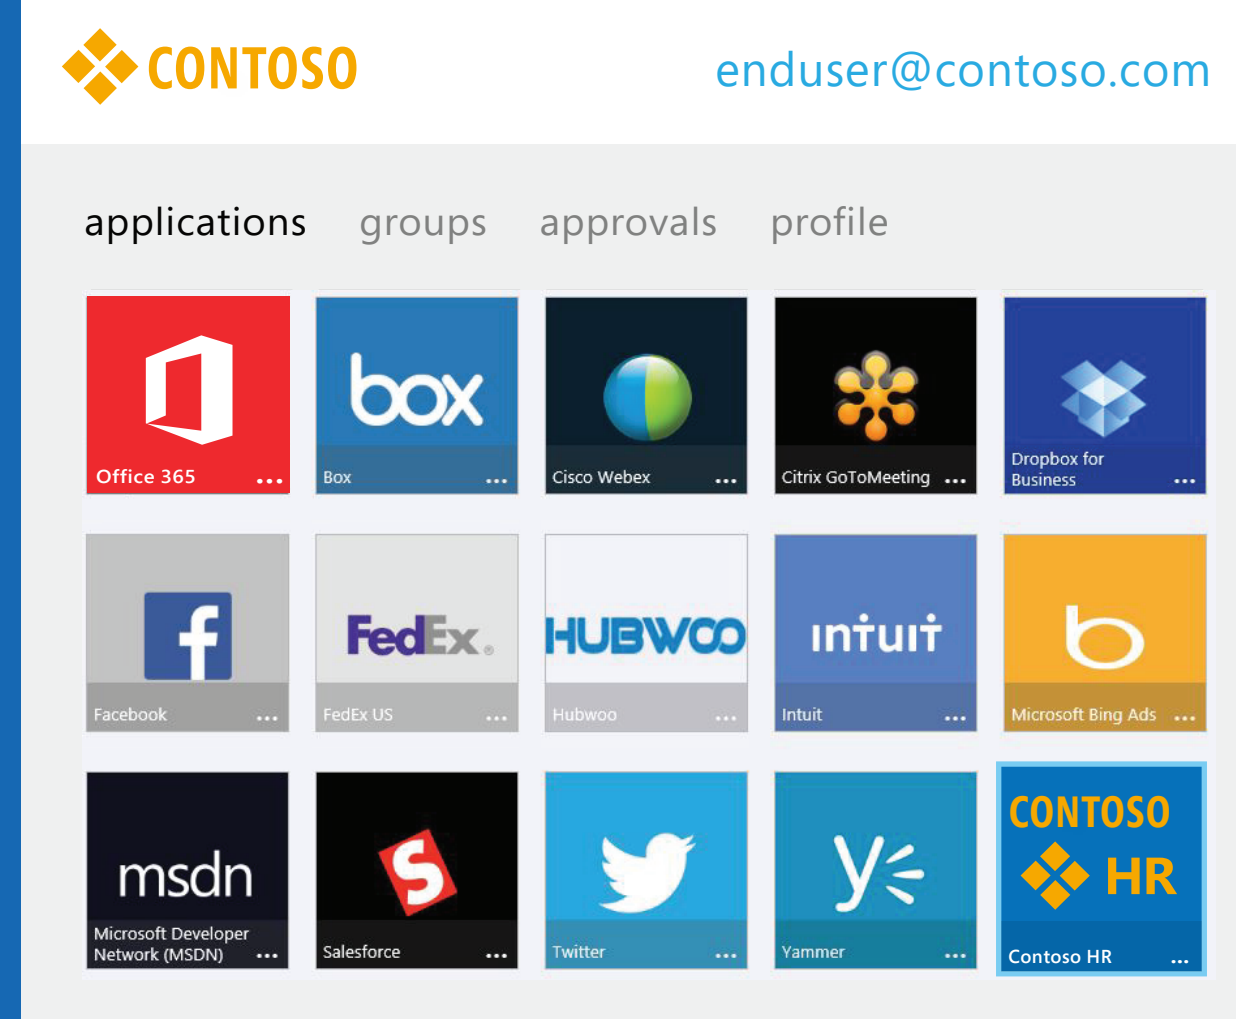 CONTOSO
enduser@contoso.com
applications groups approvals profile
Office 365 ...
box
Box ...
Cisco Webex ...
Citrix GoToMeeting ...
Dropbox for
Business ...
f
Facebook ...
FedEx®
FedEx US ...
HUBWOO
Hubwoo ...
intuit
Intuit ...
b
Microsoft Bing Ads ...
msdn
Microsoft Developer
Network (MSDN) ...
S
Salesforce ...
Twitter ...
y
Yammer ...
CONTOSO
HR
Contoso HR ...